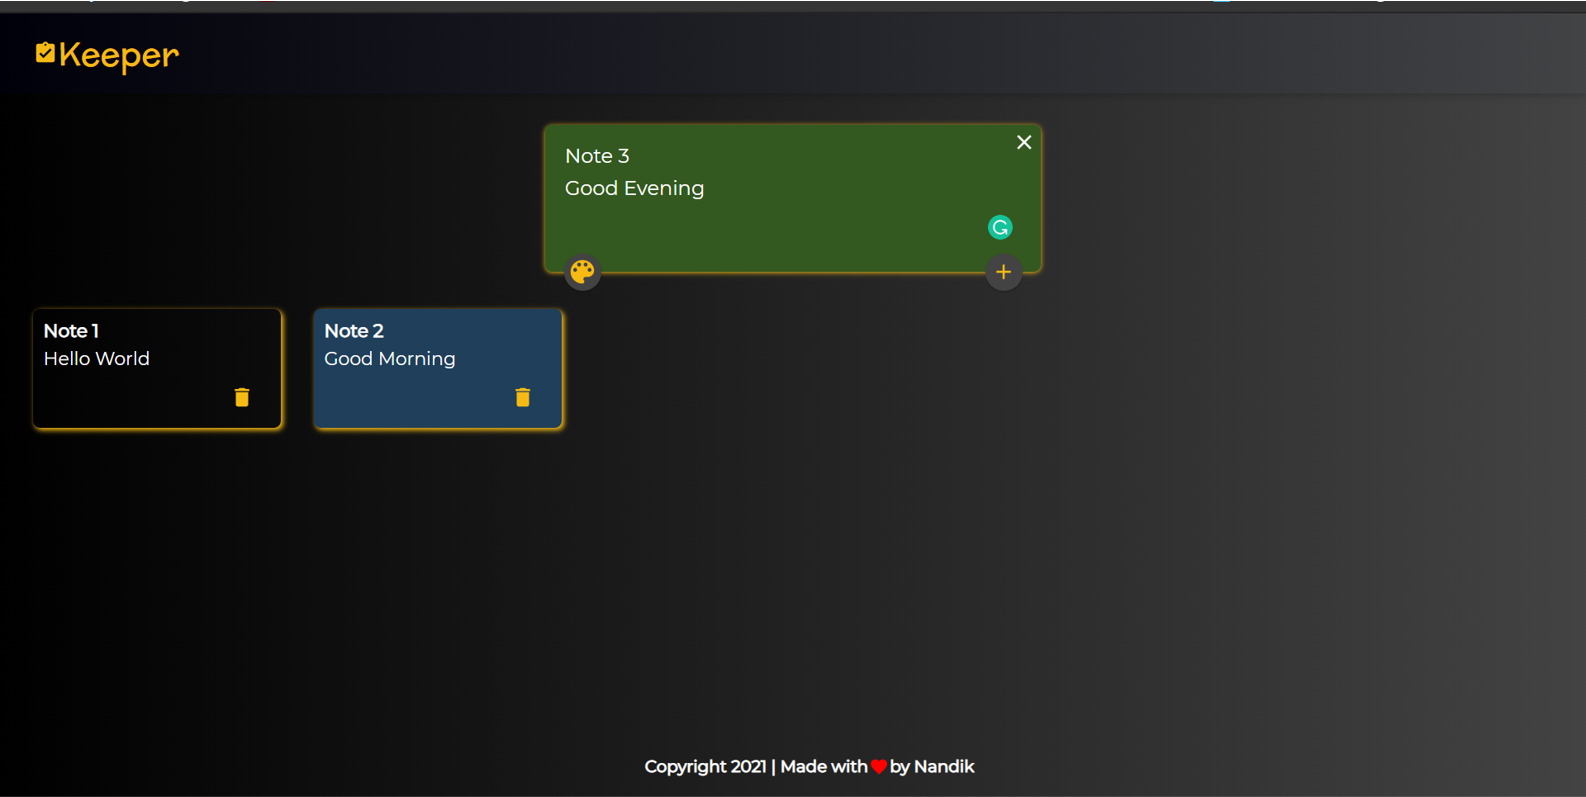 Keeper
Note 3
Good Evening
Note 1
Hello World
Note 2
Good Morning
Copyright 2021 | Made with❤by Nandik